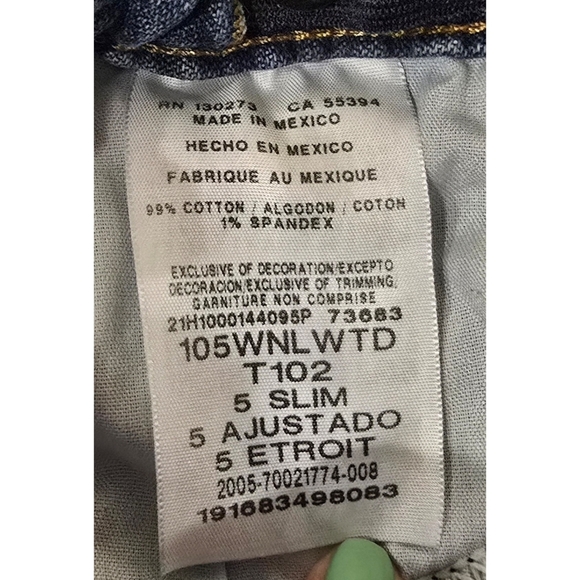 RN 130273 CA 55394
MADE IN MEXICO
HECHO EN MEXICO
FABRIQUE AU MEXIQUE
99% COTTON / ALGODON / COTON
1% SPANDEX
EXCLUSIVE OF DECORATION/EXCEPTO
DECORACION/EXCLUSIVE OF TRIMMING,
GARNITURE NON COMPRISE
21H1000144095P 73683
105WNLWTD
T102
5 SLIM
5 AJUSTADO
5 ETROIT
2005-70021774-008
191683498083